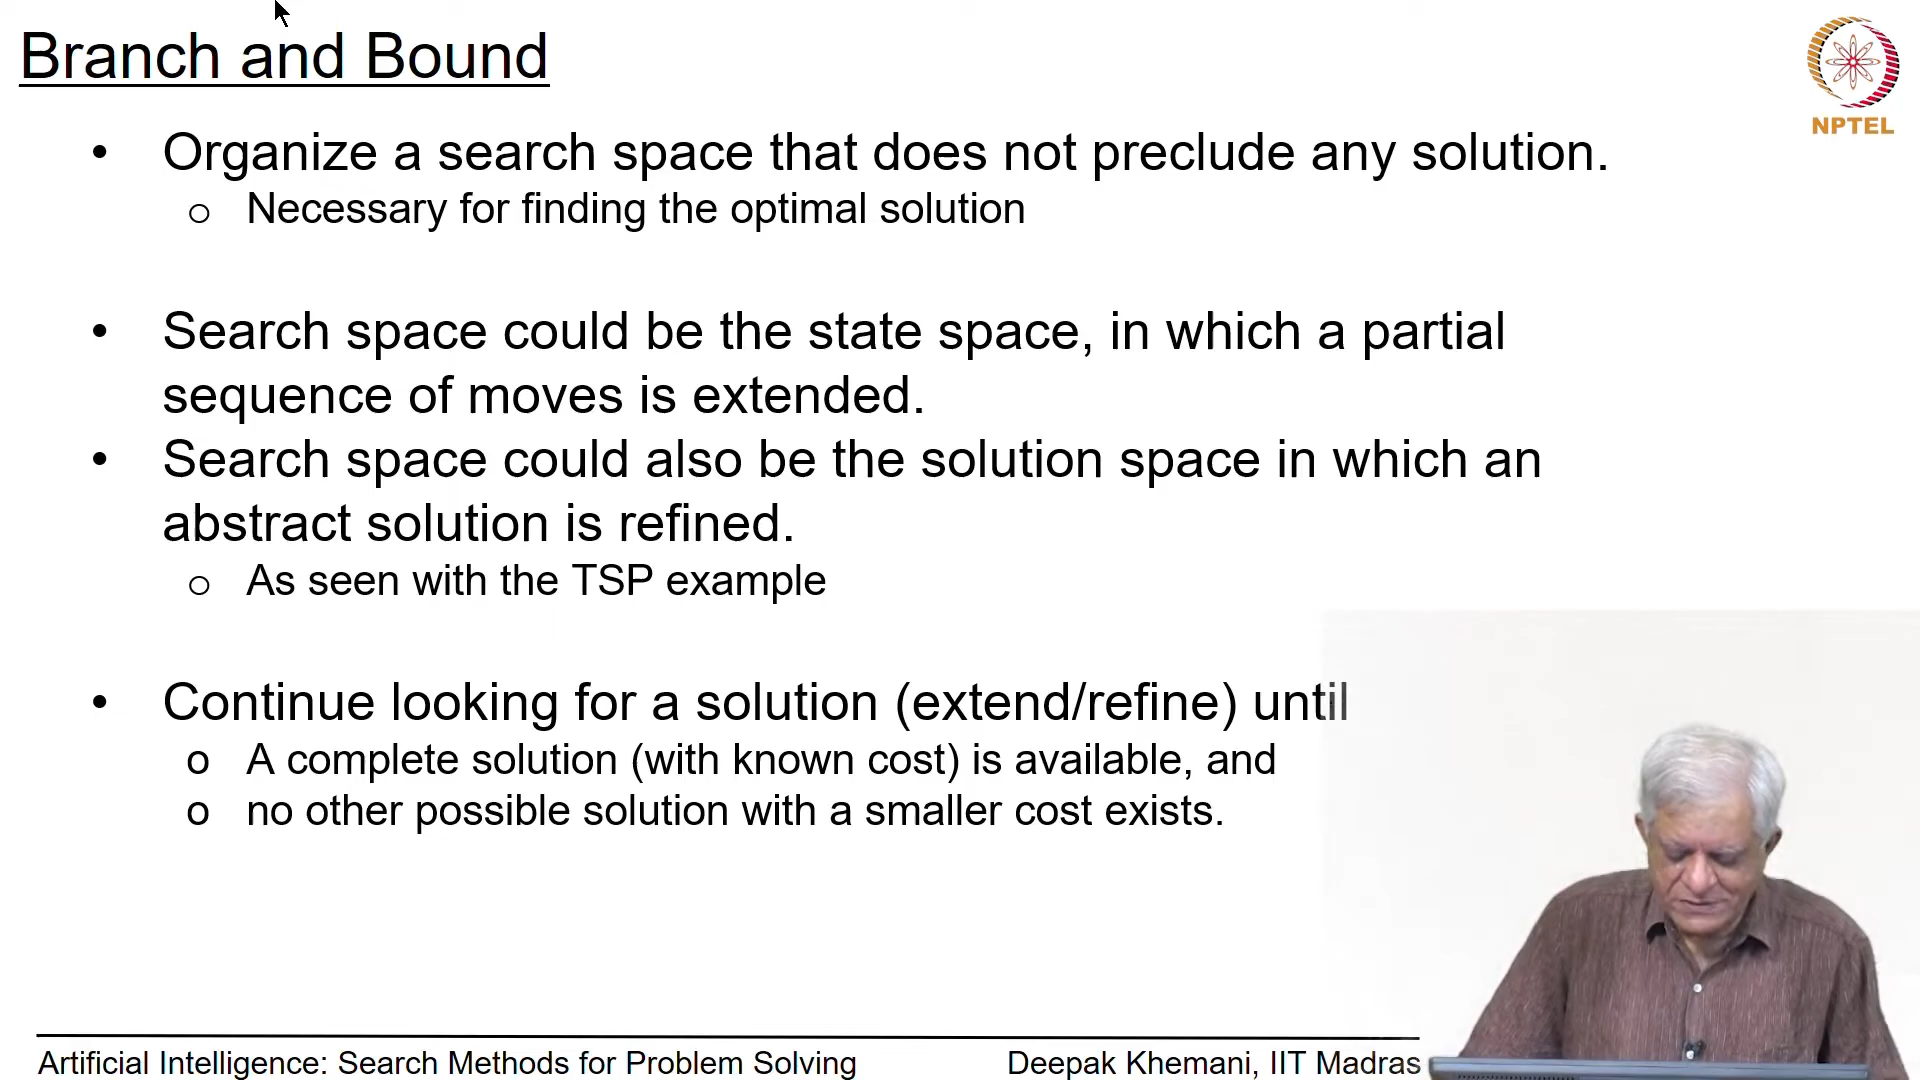 Branch and Bound
NPTEL
• Organize a search space that does not preclude any solution.
o Necessary for finding the optimal solution
• Search space could be the state space, in which a partial
sequence of moves is extended.
• Search space could also be the solution space in which an
abstract solution is refined.
o As seen with the TSP example
• Continue looking for a solution (extend/refine) until
o A complete solution (with known cost) is available, and
o no other possible solution with a smaller cost exists.
Artificial Intelligence: Search Methods for Problem Solving
Deepak Khemani, IIT Madras